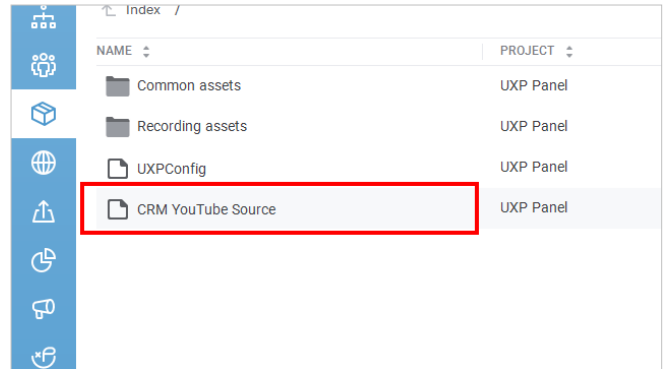 Index /
NAME PROJECT
Common assets UXP Panel
Recording assets UXP Panel
UXPConfig UXP Panel
CRM YouTube Source UXP Panel